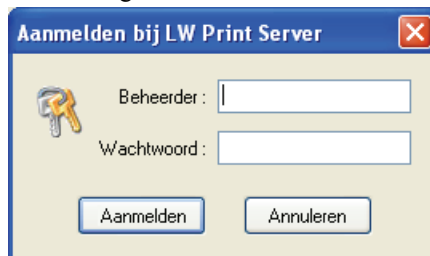 Aanmelden bij LW Print Server
Beheerder :
Wachtwoord :
Aanmelden Annuleren